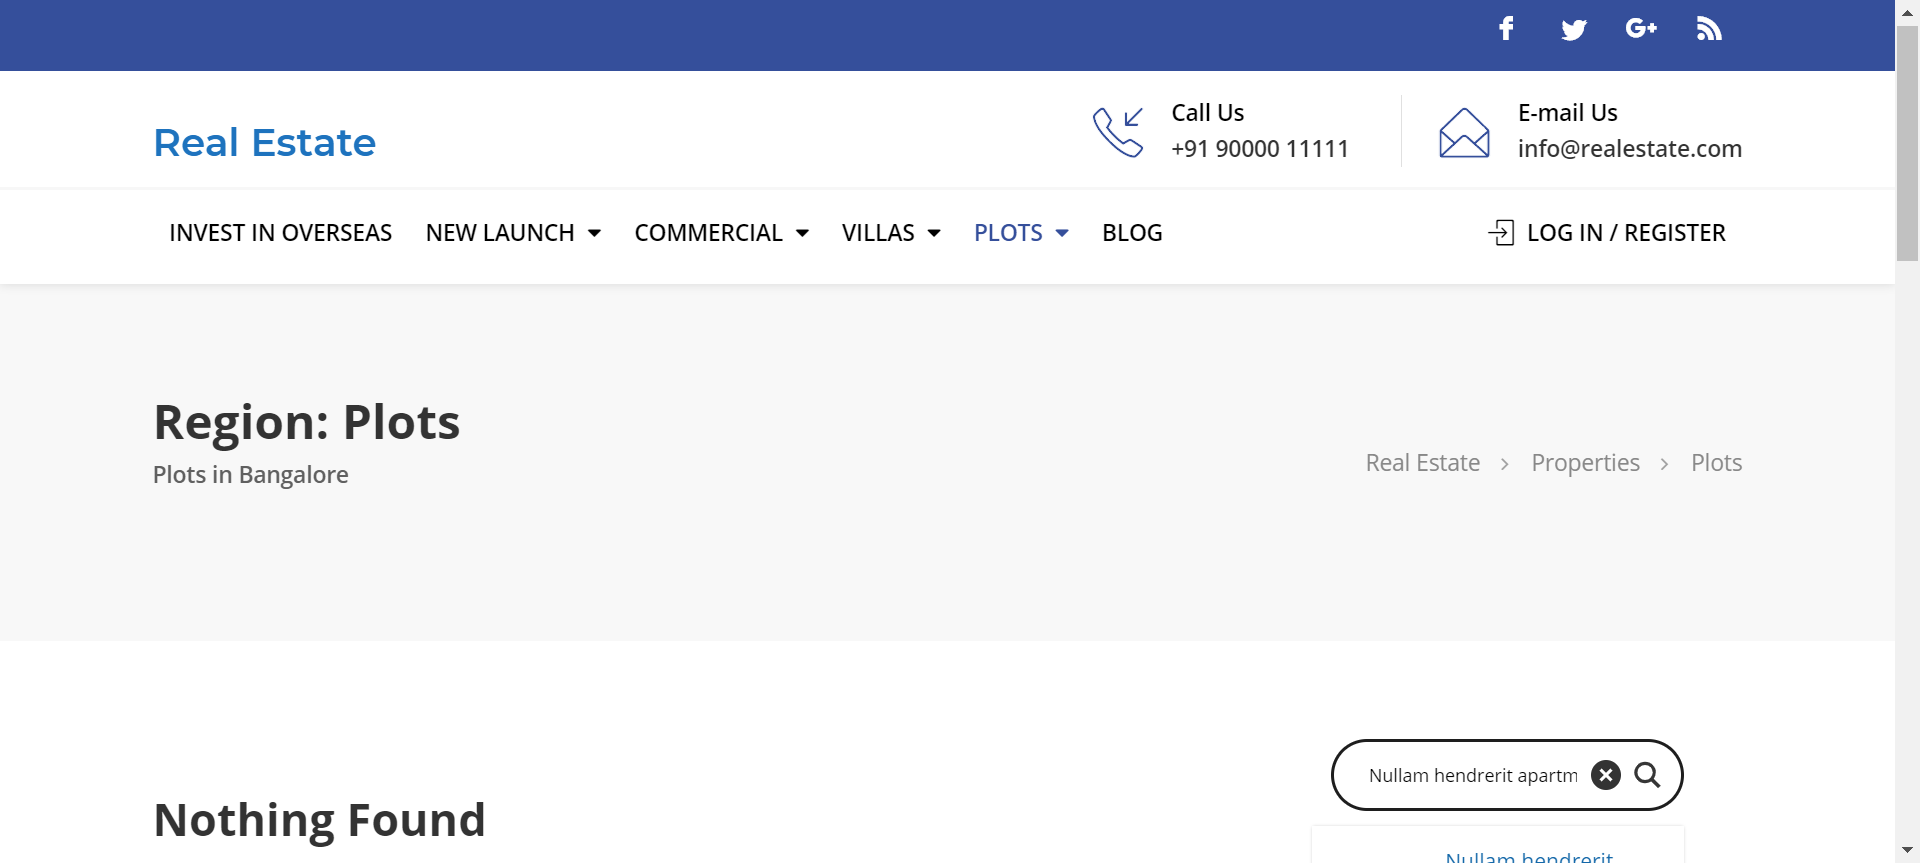 Call Us
+91 90000 11111
E-mail Us
info@realestate.com
Real Estate
INVEST IN OVERSEAS NEW LAUNCH COMMERCIAL VILLAS PLOTS BLOG LOG IN / REGISTER
Region: Plots
Plots in Bangalore
Real Estate > Properties > Plots
Nullam hendrerit apartm
Nothing Found
Nullam hendrerit